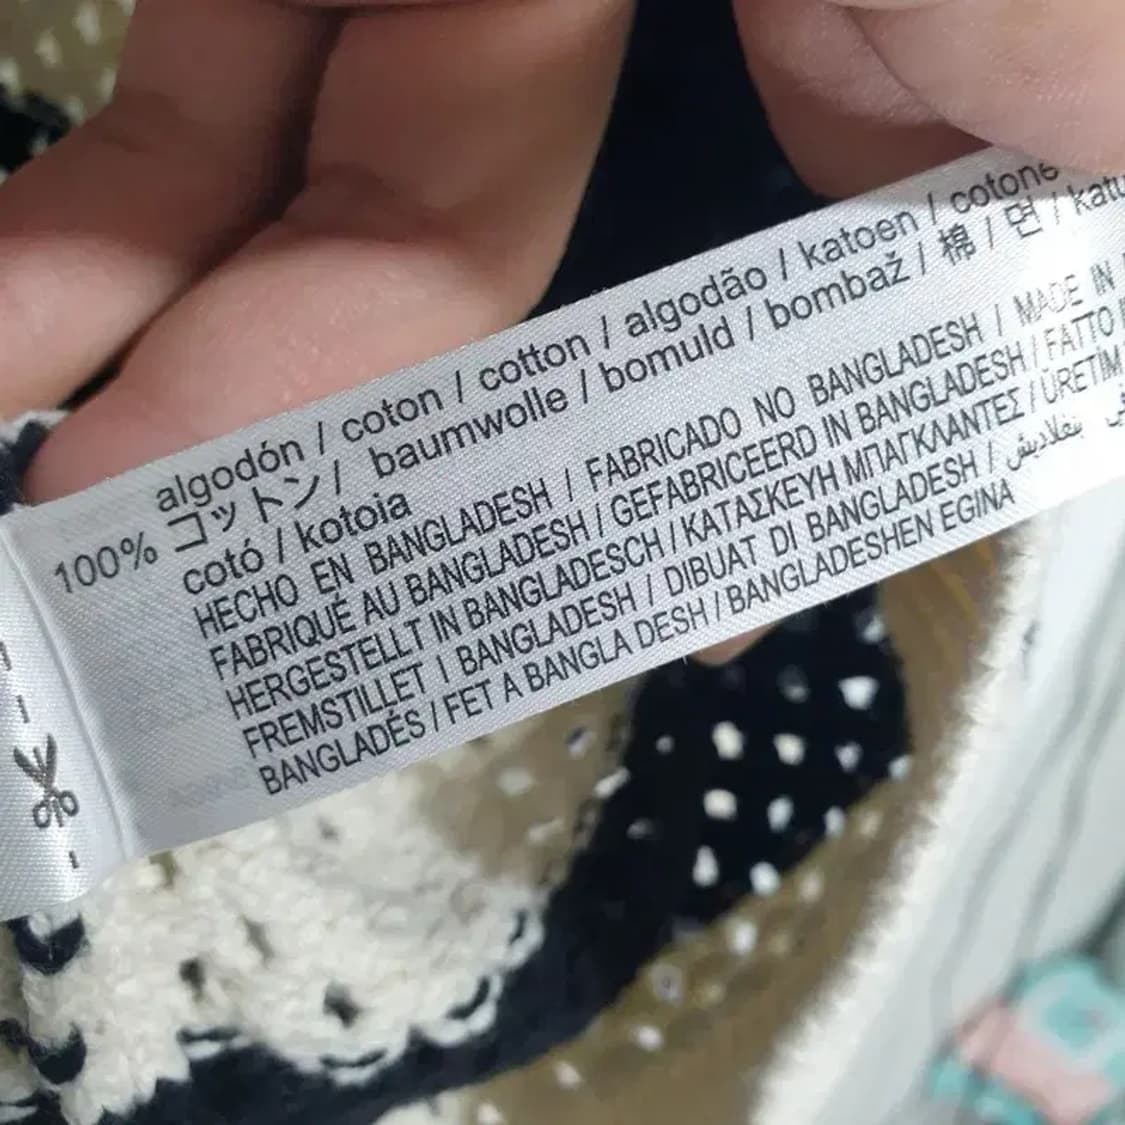 algodón / coton / cotton / algodão / katoen / cotone
100% コットン / baumwolle / bomuld / bombaž / 棉 / 면 /
cotó / kotoia
HECHO EN BANGLADESH / FABRICADO NO BANGLADESH / MADE IN
FABRIQUÉ AU BANGLADESH / GEFABRICEERD IN BANGLADESH / FATTO
HERGESTELLT IN BANGLADESCH / ΚΑΤΑΣΚΕΥΗ ΜΠΑΓΚΛΑΝΤΕΣ / ÜRETIM
FREMSTILLET I BANGLADESH / DIBUAT DI BANGLADESH / بنغلاديش في
BANGLADÉS / FET A BANGLA DESH / BANGLADESHEN EGINA